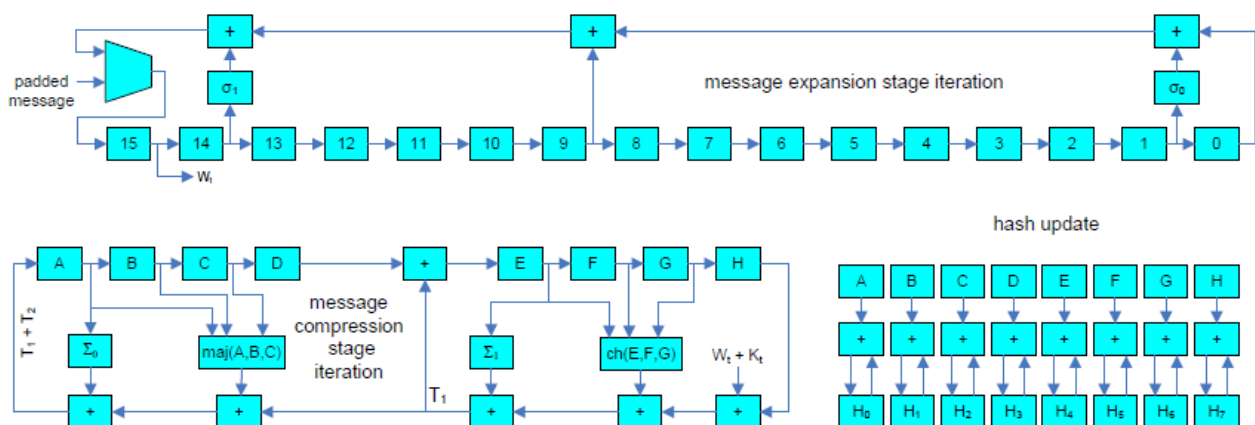 + + +
padded
message
σ₁
message expansion stage iteration
σ₀
15 14 13 12 11 10 9 8 7 6 5 4 3 2 1 0
Wₜ
hash update
A B C D + E F G H
A B C D E F G H
T₁ + T₂
message
compression
stage
iteration
Σ₀
maj(A,B,C)
Σ₁
ch(E,F,G)
Wₜ + Kₜ
+ + + + + + + +
T₁
+ + + + +
H₀ H₁ H₂ H₃ H₄ H₅ H₆ H₇